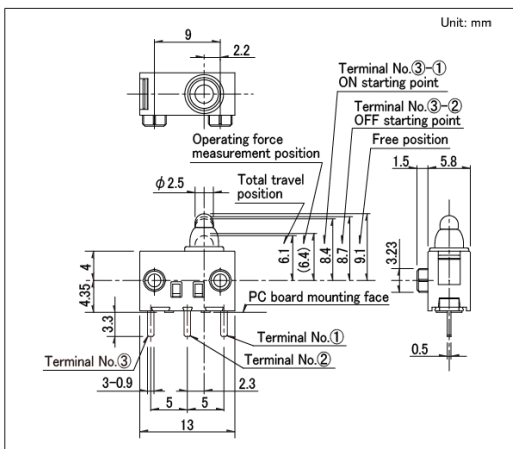 Unit: mm
9
2.2
Terminal No.③-①
ON starting point
Terminal No.③-②
OFF starting point
Operating force
measurement position
Free position
1.5
5.8
φ2.5
Total travel
position
6.1
(6.4)
8.4
8.7
9.1
3.23
4
4.35
PC board mounting face
3.3
Terminal No.①
Terminal No.③
Terminal No.②
0.5
3-0.9
2.3
5
5
13